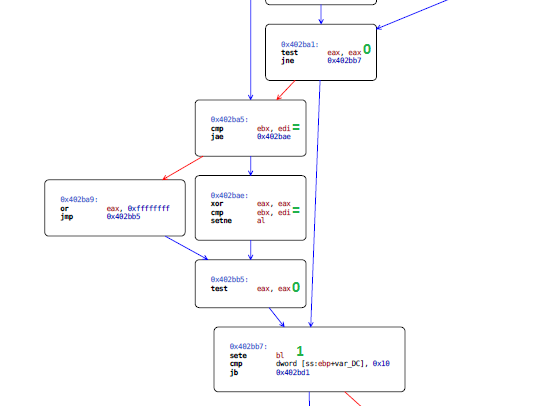 0x402ba1:
test eax, eax 0
jne 0x402bb7
0x402ba5:
cmp ebx, edi =
jae 0x402bae
0x402ba9:
or eax, 0xffffffff
jmp 0x402bb5
0x402bae:
xor eax, eax
cmp ebx, edi =
setne al
0x402bb5:
test eax, eax 0
0x402bb7:
sete bl 1
cmp dword [ss:ebp+var_DC], 0x10
jb 0x402bd1